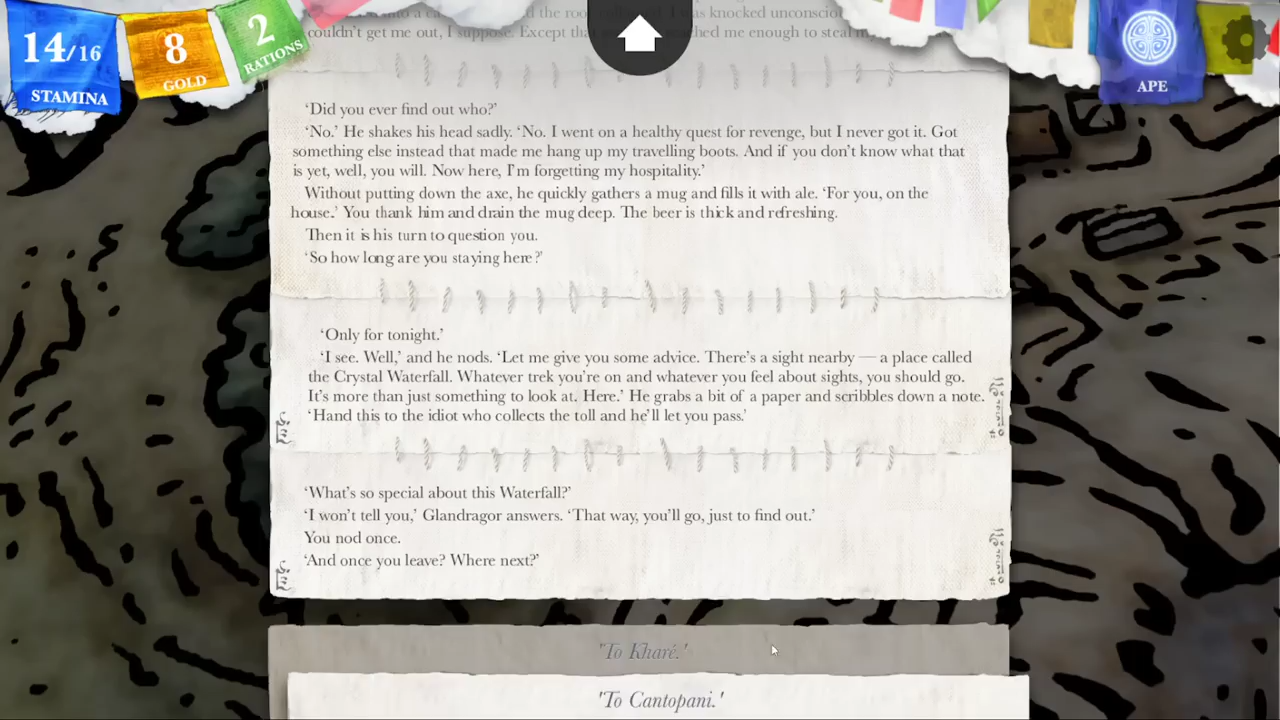 14/16
STAMINA
8
GOLD
2
RATIONS
APE
the roo
was knocked unconscio
couldn't get me out, I suppose. Except tha
hed me enough to steal
'Did you ever find out who?'
'No.' He shakes his head sadly. 'No. I went on a healthy quest for revenge, but I never got it. Got
something else instead that made me hang up my travelling boots. And if you don't know what that
is yet, well, you will. Now here, I'm forgetting my hospitality.'
Without putting down the axe, he quickly gathers a mug and fills it with ale. 'For you, on the
house.' You thank him and drain the mug deep. The beer is thick and refreshing.
Then it is his turn to question you.
'So how long are you staying here?'
'Only for tonight.'
'I see. Well,' and he nods. 'Let me give you some advice. There's a sight nearby — a place called
the Crystal Waterfall. Whatever trek you're on and whatever you feel about sights, you should go.
It's more than just something to look at. Here.' He grabs a bit of a paper and scribbles down a note.
'Hand this to the idiot who collects the toll and he'll let you pass.'
'What's so special about this Waterfall?'
'I won't tell you,' Glandragor answers. 'That way, you'll go, just to find out.'
You nod once.
'And once you leave? Where next?'
'To Kharé.'
'To Cantopani.'